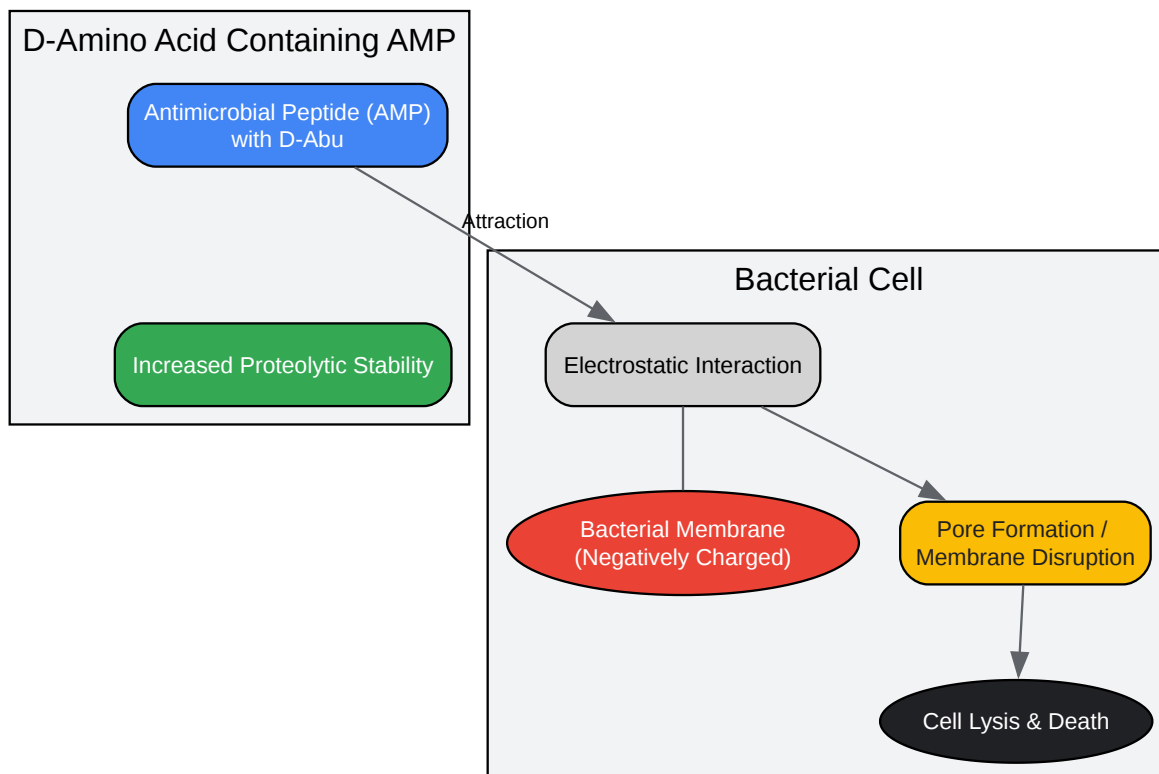 D-Amino Acid Containing AMP
Antimicrobial Peptide (AMP)
with D-Abu
Attraction
Increased Proteolytic Stability
Bacterial Cell
Electrostatic Interaction
Bacterial Membrane
(Negatively Charged)
Pore Formation /
Membrane Disruption
Cell Lysis & Death